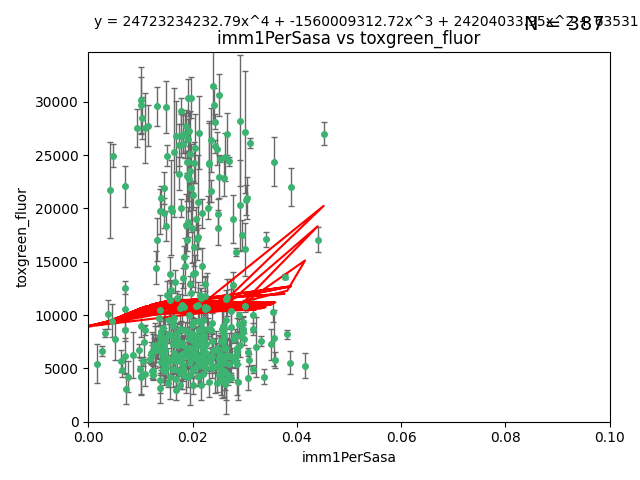 y = 24723234232.79x^4 + -1560009312.72x^3 + 24204033
N = 387
imm1PerSasa vs toxgreen_fluor
30000
25000
20000
15000
10000
5000
0
toxgreen_fluor
0.00 0.02 0.04 0.06 0.08 0.10
imm1PerSasa